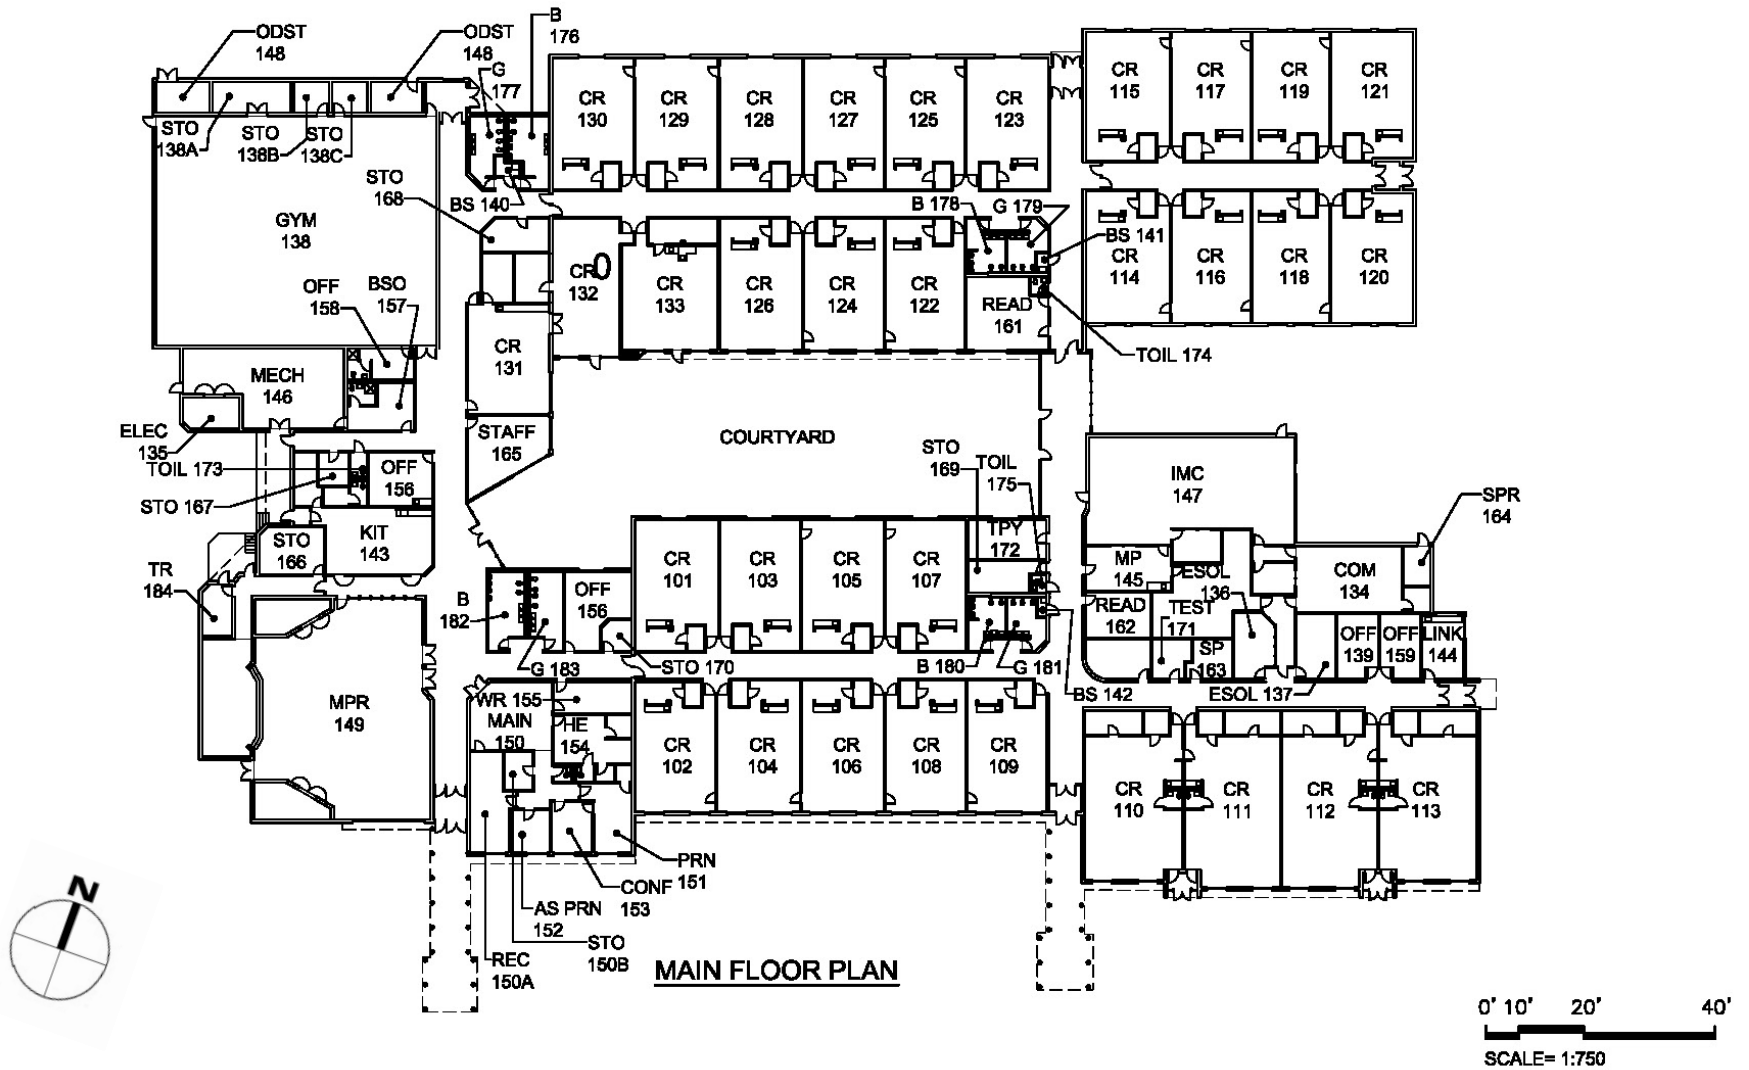 ODST
148
ODST
148
B
176
G
177
STO
138A
STO
138B
STO
138C
CR
130
CR
129
CR
128
CR
127
CR
125
CR
123
CR
115
CR
117
CR
119
CR
121
STO
168
BS 140
B 178
G 179
BS 141
GYM
138
CR
132
CR
133
CR
126
CR
124
CR
122
READ
161
CR
114
CR
116
CR
118
CR
120
OFF
158
BSO
157
CR
131
TOIL 174
MECH
146
ELEC
135
STAFF
165
COURTYARD
TOIL 173
OFF
156
STO 167
STO
169
TOIL
175
IMC
147
SPR
164
STO
166
KIT
143
TR
184
B
182
OFF
156
CR
101
CR
103
CR
105
CR
107
TPY
172
MP
145
ESOL
136
COM
134
READ
162
TEST
171
SP
163
OFF
139
OFF
159
LINK
144
G 183
STO 170
B 180
G 181
BS 142
ESOL 137
MPR
149
WR 155
MAIN
150
HE
154
CR
102
CR
104
CR
106
CR
108
CR
109
CR
110
CR
111
CR
112
CR
113
PRN
151
CONF
153
AS PRN
152
STO
150B
REC
150A
N
MAIN FLOOR PLAN
0' 10' 20' 40'
SCALE= 1:750